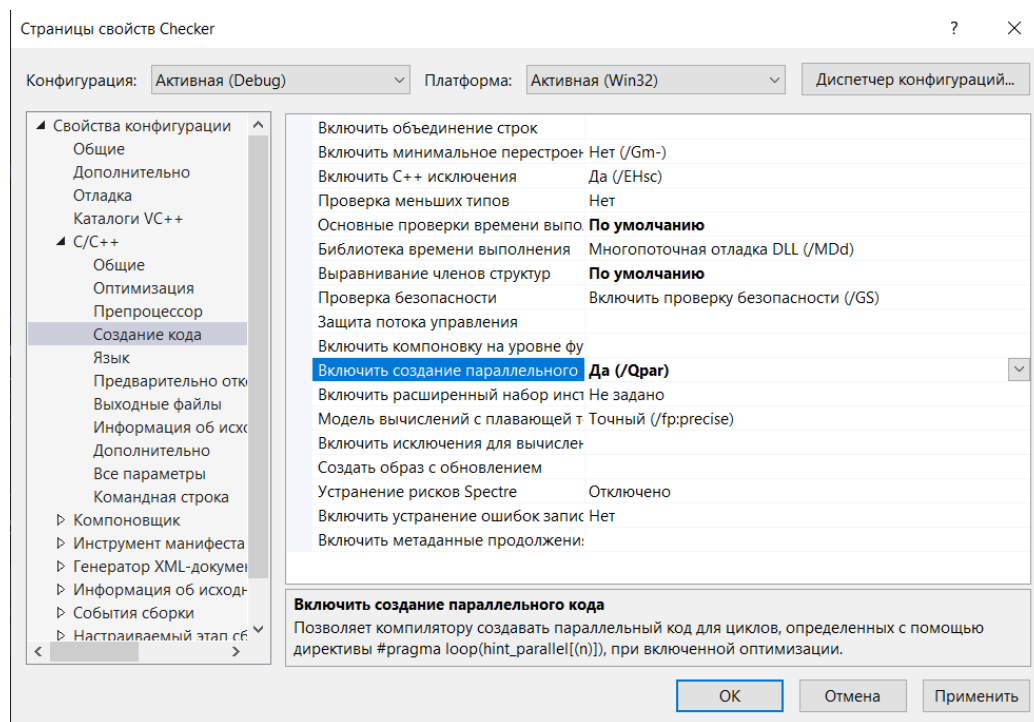 Страницы свойств Checker
?
Конфигурация: Активная (Debug) Платформа: Активная (Win32) Диспетчер конфигураций...
Свойства конфигурации
Общие
Дополнительно
Отладка
Каталоги VC++
C/C++
Общие
Оптимизация
Препроцессор
Создание кода
Язык
Предварительно отк
Выходные файлы
Информация об исхо
Дополнительно
Все параметры
Командная строка
Компоновщик
Инструмент манифеста
Генератор XML-докумен
Информация об исходн
События сборки
Настраиваемый этап сб
Включить объединение строк
Включить минимальное перестроен Нет (/Gm-)
Включить C++ исключения Да (/EHsc)
Проверка меньших типов Нет
Основные проверки времени выпо. По умолчанию
Библиотека времени выполнения Многопоточная отладка DLL (/MDd)
Выравнивание членов структур По умолчанию
Проверка безопасности Включить проверку безопасности (/GS)
Защита потока управления
Включить компоновку на уровне фу
Включить создание параллельного Да (/Qpar)
Включить расширенный набор инст Не задано
Модель вычислений с плавающей т Точный (/fp:precise)
Включить исключения для вычислен
Создать образ с обновлением
Устранение рисков Spectre Отключено
Включить устранение ошибок запис Нет
Включить метаданные продолжени
Включить создание параллельного кода
Позволяет компилятору создавать параллельный код для циклов, определенных с помощью
директивы #pragma loop(hint_parallel[(n)]), при включенной оптимизации.
OK Отмена Применить